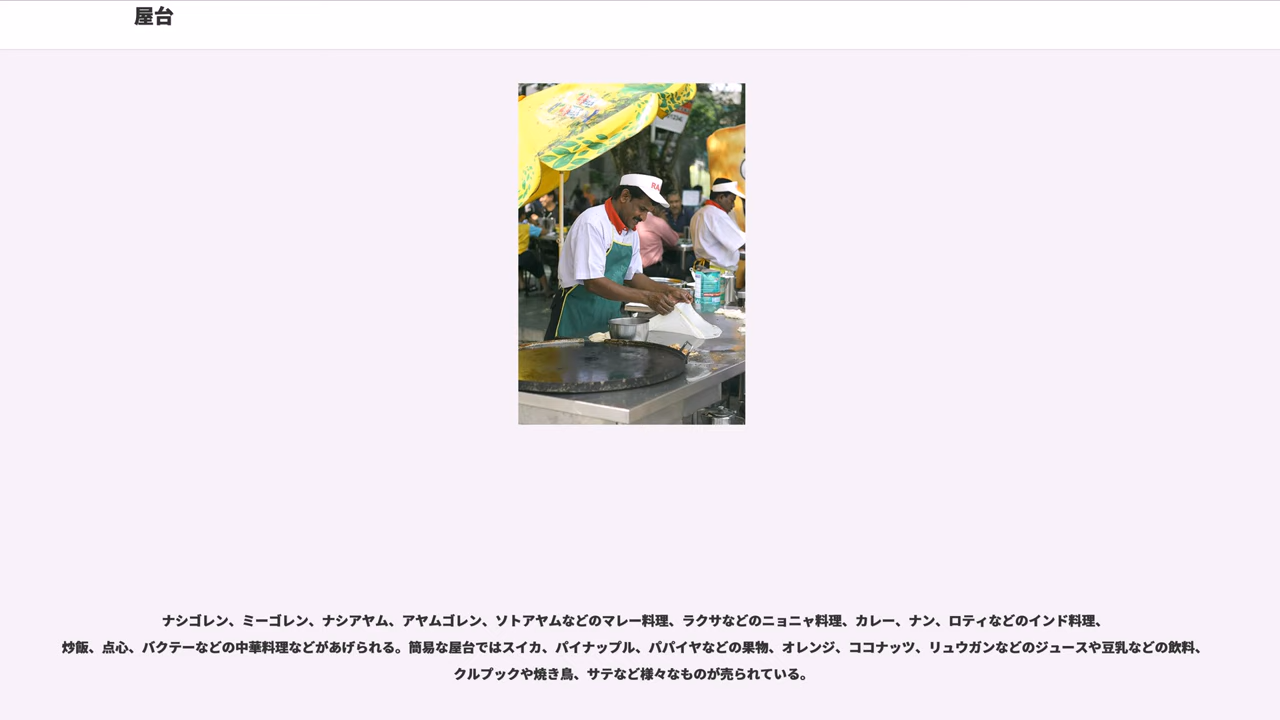 屋台
RA
ナシゴレン、ミーゴレン、ナシアヤム、アヤムゴレン、ソトアヤムなどのマレー料理、ラクサなどのニョニャ料理、カレー、ナン、ロティなどのインド料理、
炒飯、点心、バクテーなどの中華料理などがあげられる。簡易な屋台ではスイカ、パイナップル、パパイヤなどの果物、オレンジ、ココナッツ、リュウガンなどのジュースや豆乳などの飲料、
クルプックや焼き鳥、サテなど様々なものが売られている。